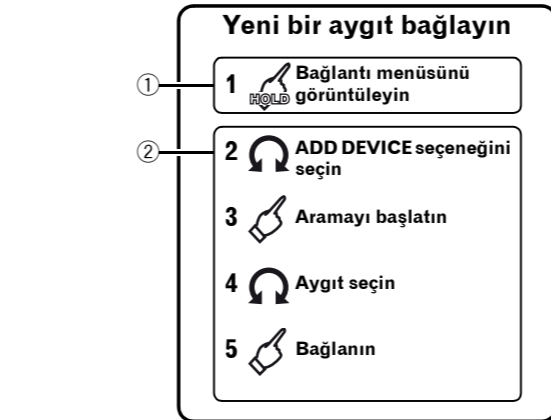 Yeni bir aygıt bağlayın
① 1 HOLD Bağlantı menüsünü
görüntüleyin
② 2 ADD DEVICE seçeneğini
seçin
3 Aramayı başlatın
4 Aygıt seçin
5 Bağlanın